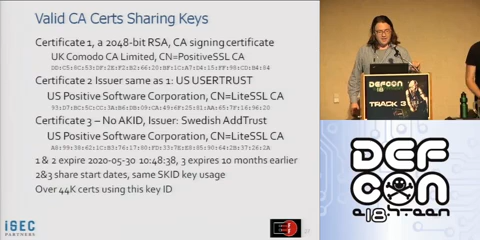 Valid CA Certs Sharing Keys
Certificate 1, a 2048-bit RSA, CA signing certificate
UK Comodo CA Limited, CN=PositiveSSL CA
Certificate 2 Issuer same as 1: US USERTRUST
US Positive Software Corporation, CN=LiteSSL CA
Certificate 3 – No AKID, Issuer: Swedish AddTrust
US Positive Software Corporation, CN=LiteSSL CA
1 & 2 expire 2020-05-30 10:48:38, 3 expires 10 months earlier
2&3 share start dates, same SKID key usage
Over 44K certs using this key ID
iSEC
PARTNERS
DEFCON
TRACK 3
DEF
CON
18